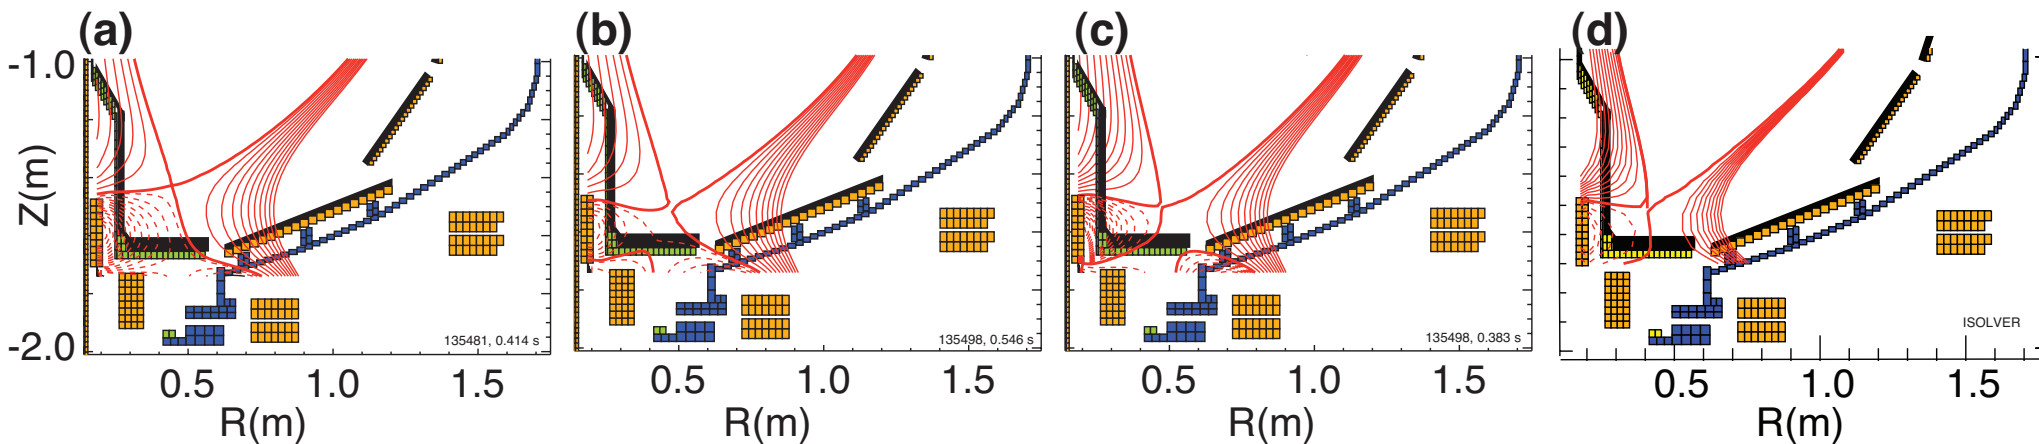 (a) (b) (c) (d)
-1.0
Z(m)
-2.0
135481, 0.414 s
135498, 0.546 s
135498, 0.383 s
ISOLVER
0.5 1.0 1.5 0.5 1.0 1.5 0.5 1.0 1.5 0.5 1.0 1.5
R(m) R(m) R(m) R(m)